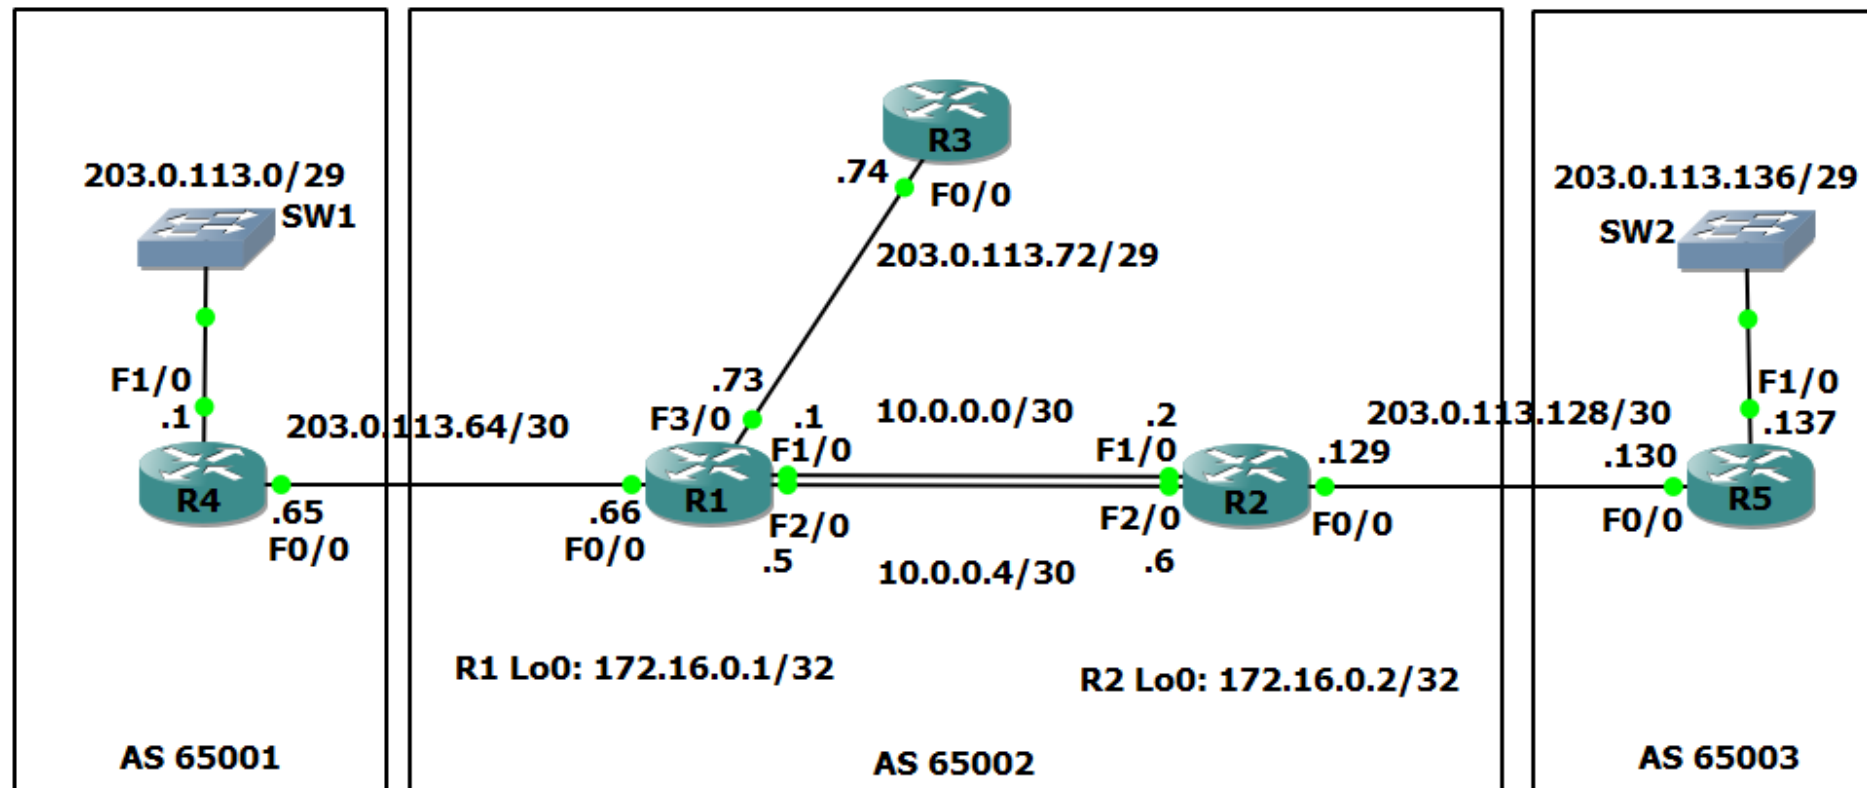 203.0.113.0/29
SW1
F1/0
.1
R4
.65
F0/0
203.0.113.64/30
AS 65001
R3
.74
F0/0
203.0.113.72/29
.73
F3/0
.1
F1/0
10.0.0.0/30
.2
F1/0
.66
F0/0
R1
F2/0
.5
10.0.0.4/30
F2/0
.6
R2
.129
F0/0
R1 Lo0: 172.16.0.1/32
R2 Lo0: 172.16.0.2/32
AS 65002
203.0.113.136/29
SW2
F1/0
.137
203.0.113.128/30
.130
F0/0
R5
AS 65003